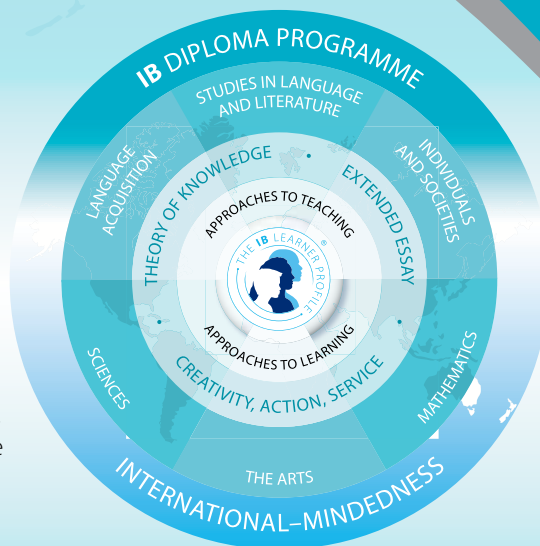 IB DIPLOMA PROGRAMME
STUDIES IN LANGUAGE
AND LITERATURE
LANGUAGE
ACQUISITION
INDIVIDUALS
AND SOCIETIES
THEORY OF KNOWLEDGE
EXTENDED ESSAY
APPROACHES TO TEACHING
THE IB LEARNER PROFILE ®
APPROACHES TO LEARNING
CREATIVITY, ACTION, SERVICE
SCIENCES
MATHEMATICS
THE ARTS
INTERNATIONAL–MINDEDNESS
e